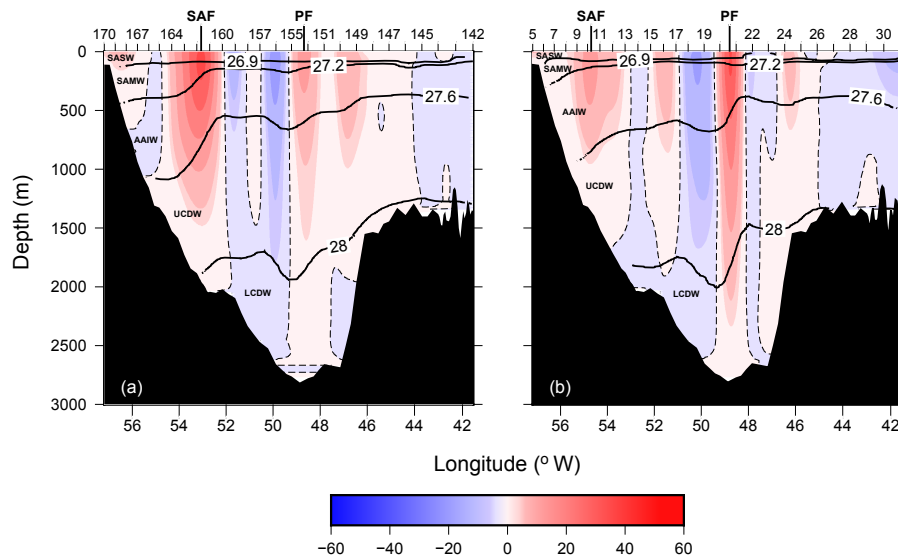 SAF PF
170 167 165 160 157 155 151 149 147 145 142
0
500
1000
1500
2000
2500
3000
Depth (m)
SASW
SAMW
AAIW
UCDW
LCDW
26.9 27.2
27.6
28
(a)
56 54 52 50 48 46 44 42
SAF PF
5 7 9 11 13 15 17 19 22 24 26 28 30
SASW
SAMW
AAIW
UCDW
LCDW
26.9 27.2
27.6
28
(b)
56 54 52 50 48 46 44 42
Longitude (° W)
−60 −40 −20 0 20 40 60